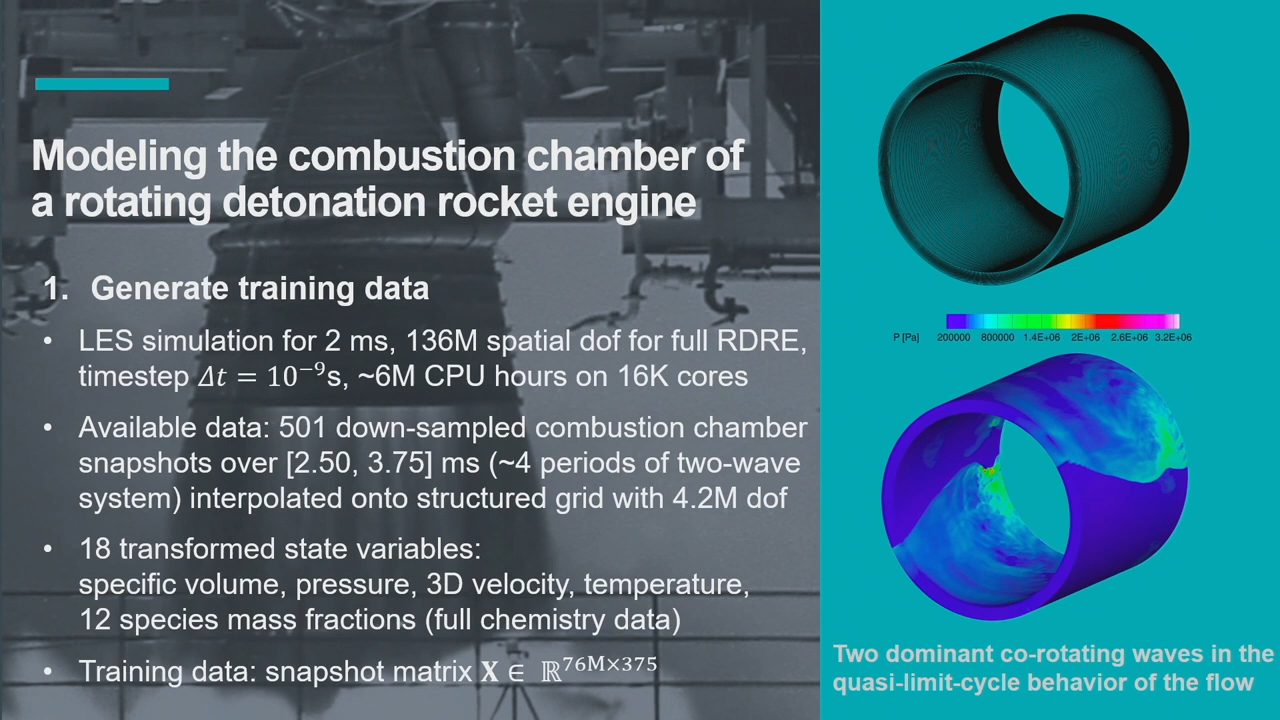 Modeling the combustion chamber of
a rotating detonation rocket engine
1. Generate training data
• LES simulation for 2 ms, 136M spatial dof for full RDRE,
timestep 𝛥𝑡 = 10⁻⁹s, ~6M CPU hours on 16K cores
• Available data: 501 down-sampled combustion chamber
snapshots over [2.50, 3.75] ms (~4 periods of two-wave
system) interpolated onto structured grid with 4.2M dof
• 18 transformed state variables:
specific volume, pressure, 3D velocity, temperature,
12 species mass fractions (full chemistry data)
• Training data: snapshot matrix 𝐗 ∈ ℝ^76M×375
P [Pa] 200000 800000 1.4E+06 2E+06 2.6E+06 3.2E+06
Two dominant co-rotating waves in the
quasi-limit-cycle behavior of the flow